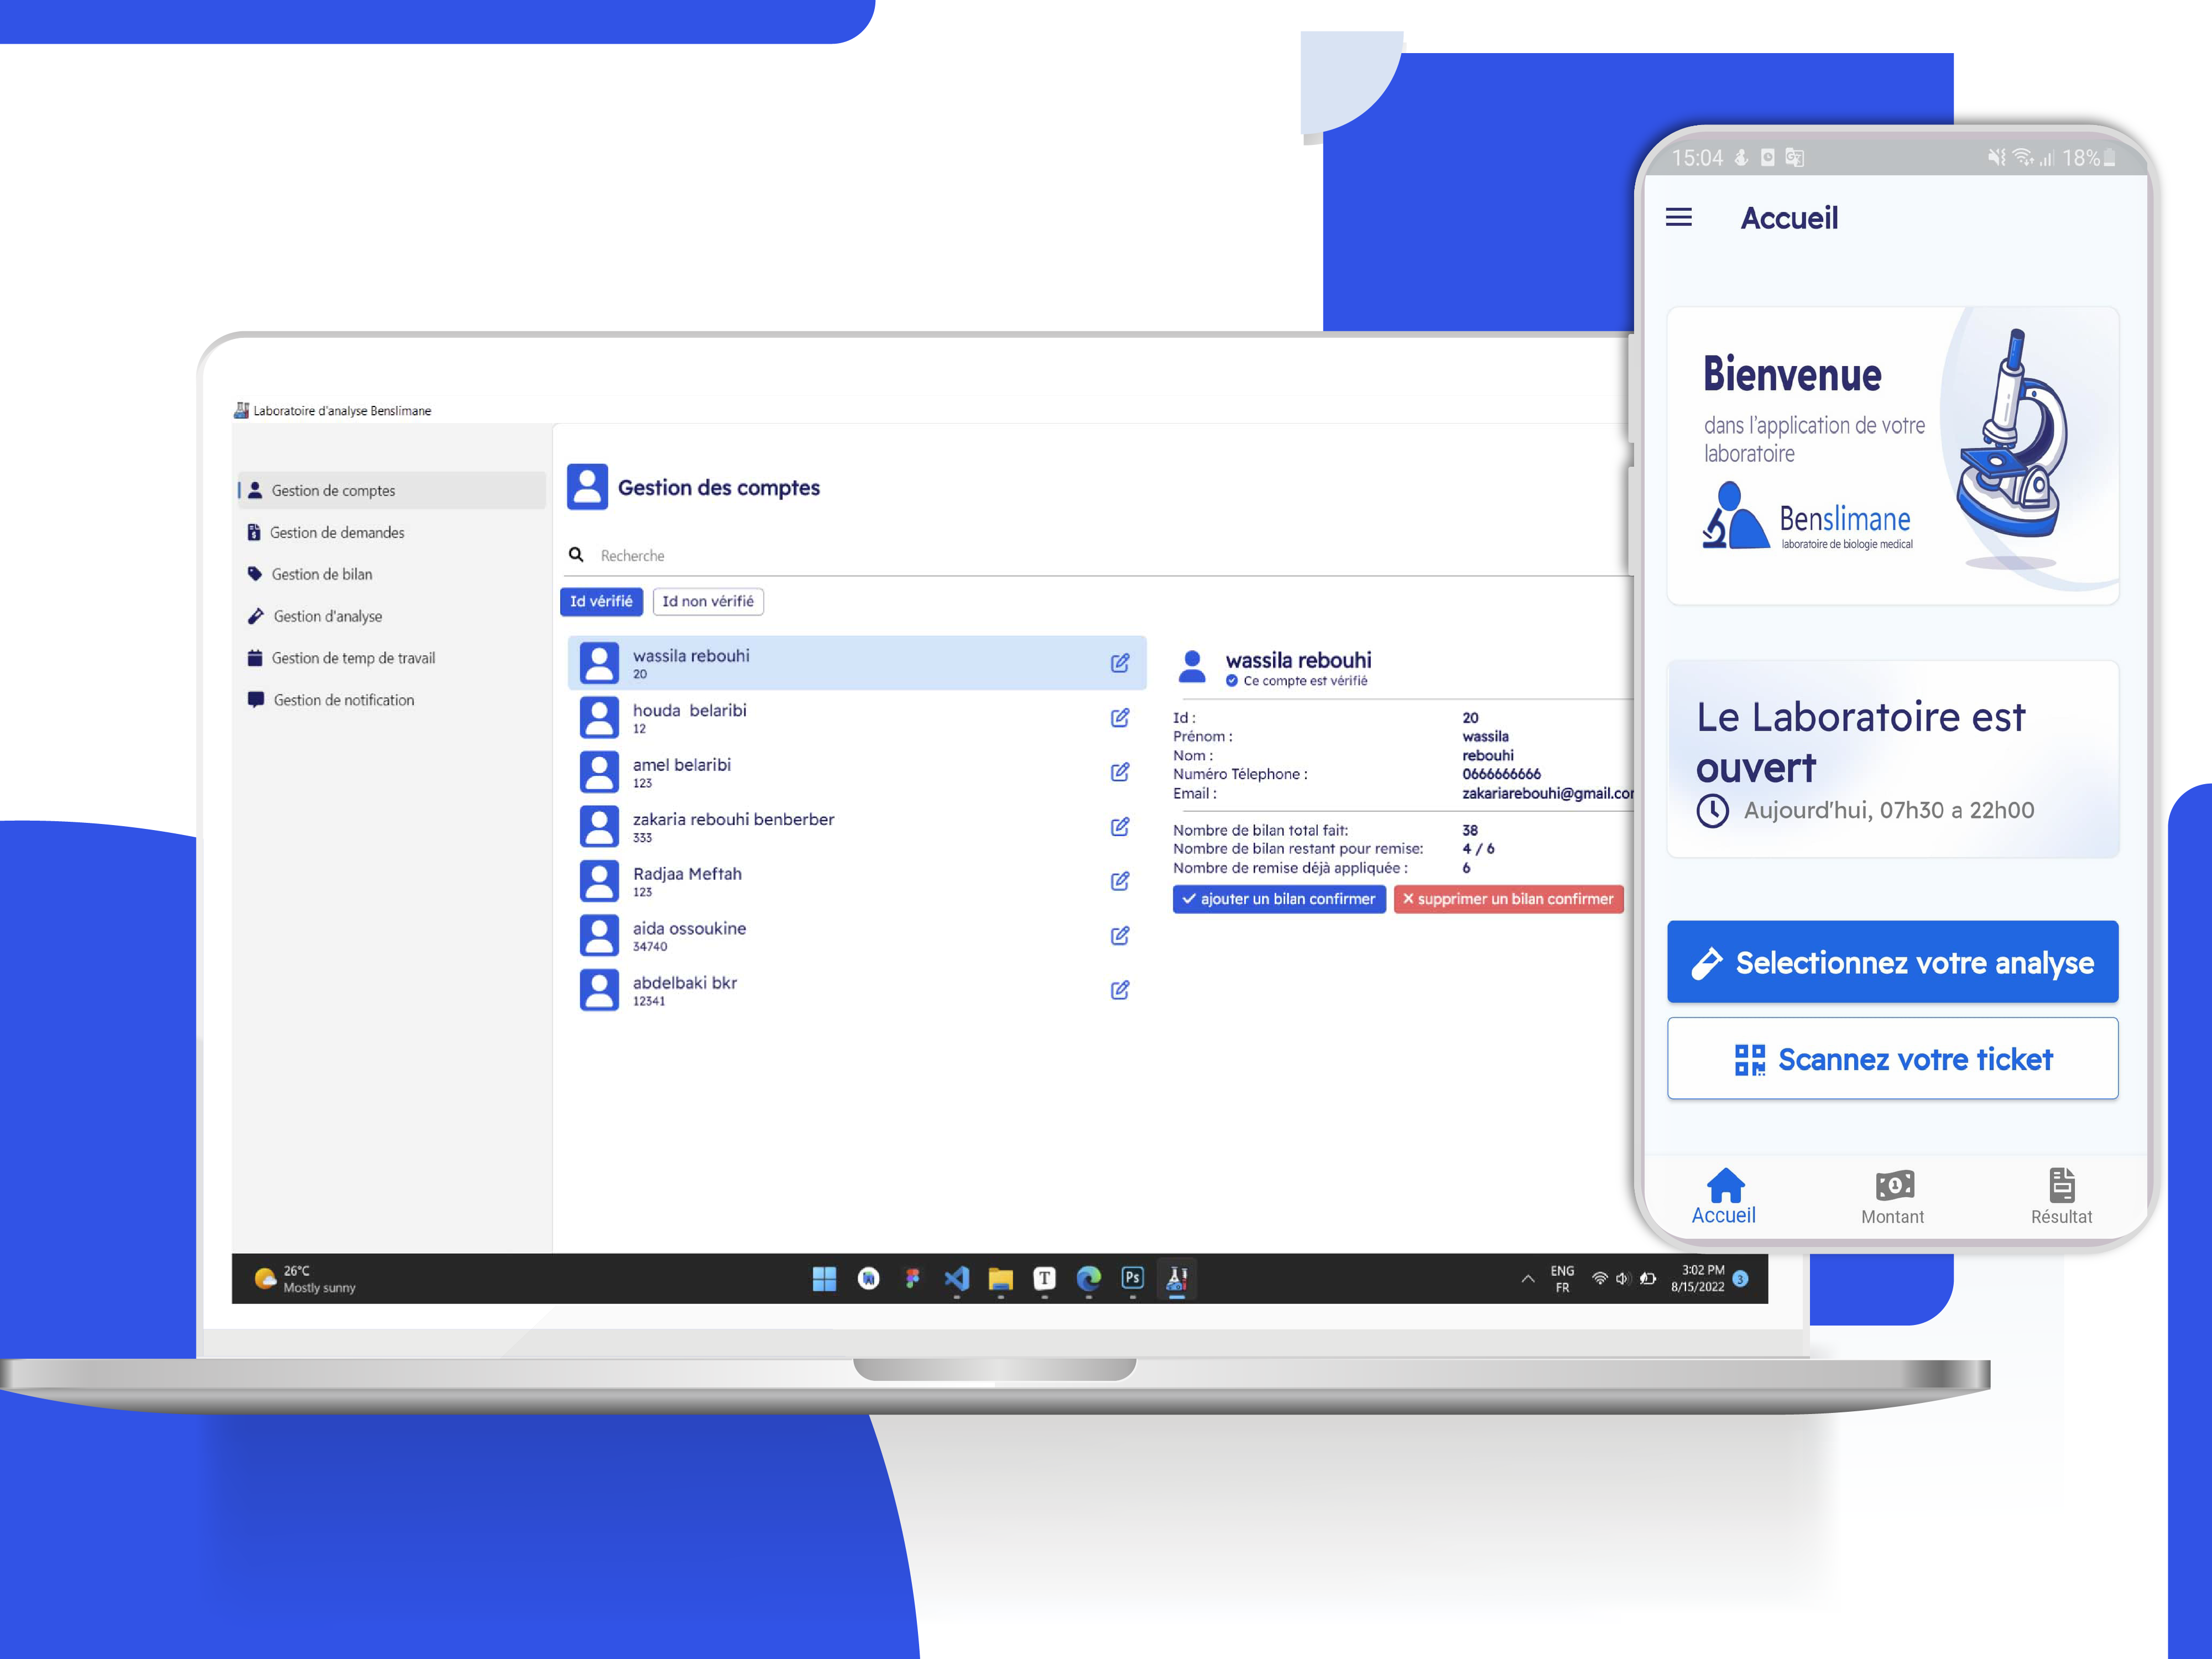 Laboratoire d'analyse Benslimane
Gestion de comptes
Gestion de demandes
Gestion de bilan
Gestion d'analyse
Gestion de temp de travail
Gestion de notification
Gestion des comptes
Recherche
Id vérifié
Id non vérifié
wassila rebouhi
20
houda belaribi
12
amel belaribi
123
zakaria rebouhi benberber
333
Radjaa Meftah
123
aida ossoukine
34740
abdelbaki bkr
12341
wassila rebouhi
Ce compte est vérifié
Id : 20
Prénom : wassila
Nom : rebouhi
Numéro Télephone : 0666666666
Email : zakariarebouhi@gmail.cor
Nombre de bilan total fait: 38
Nombre de bilan restant pour remise: 4 / 6
Nombre de remise déjà appliquée : 6
ajouter un bilan confirmer
supprimer un bilan confirmer
26°C
Mostly sunny
T
Ps
ENG
FR
3:02 PM
8/15/2022
3
15:04
18%
Accueil
Bienvenue
dans l'application de votre
laboratoire
Benslimane
laboratoire de biologie medical
Le Laboratoire est
ouvert
Aujourd'hui, 07h30 a 22h00
Selectionnez votre analyse
Scannez votre ticket
Accueil
Montant
Résultat